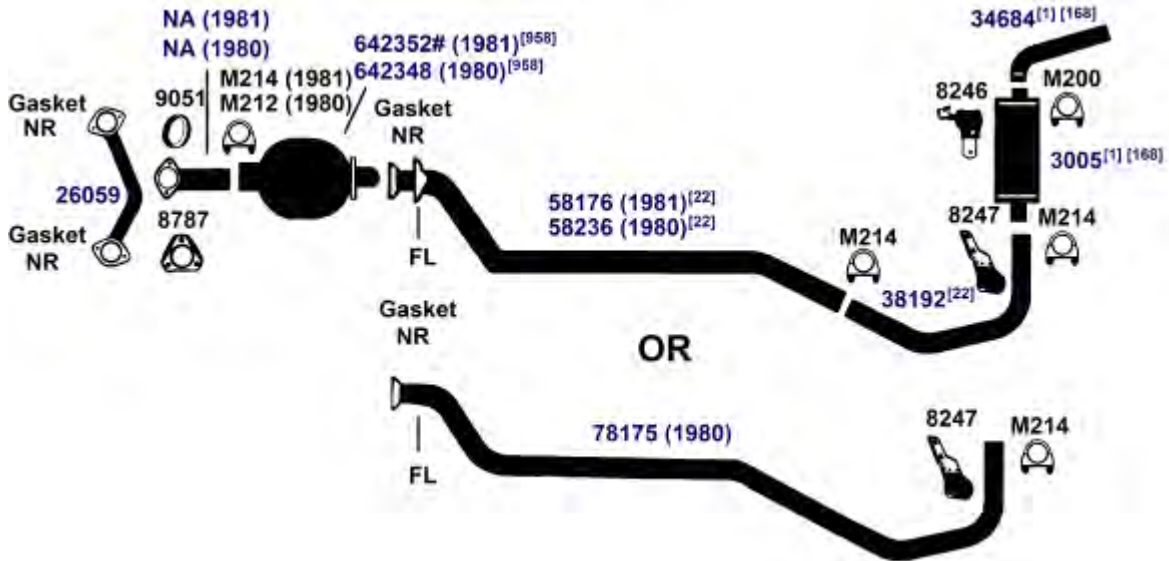 NA (1981)
NA (1980)
642352# (1981)[958]
642348 (1980)[958]
34684[1] [168]
M214 (1981)
M212 (1980)
Gasket
NR
9051
Gasket
NR
8246
M200
26059
3005[1] [168]
8787
58176 (1981)[22]
58236 (1980)[22]
8247
M214
Gasket
NR
FL
M214
38192[22]
Gasket
NR
OR
78175 (1980)
8247
M214
FL